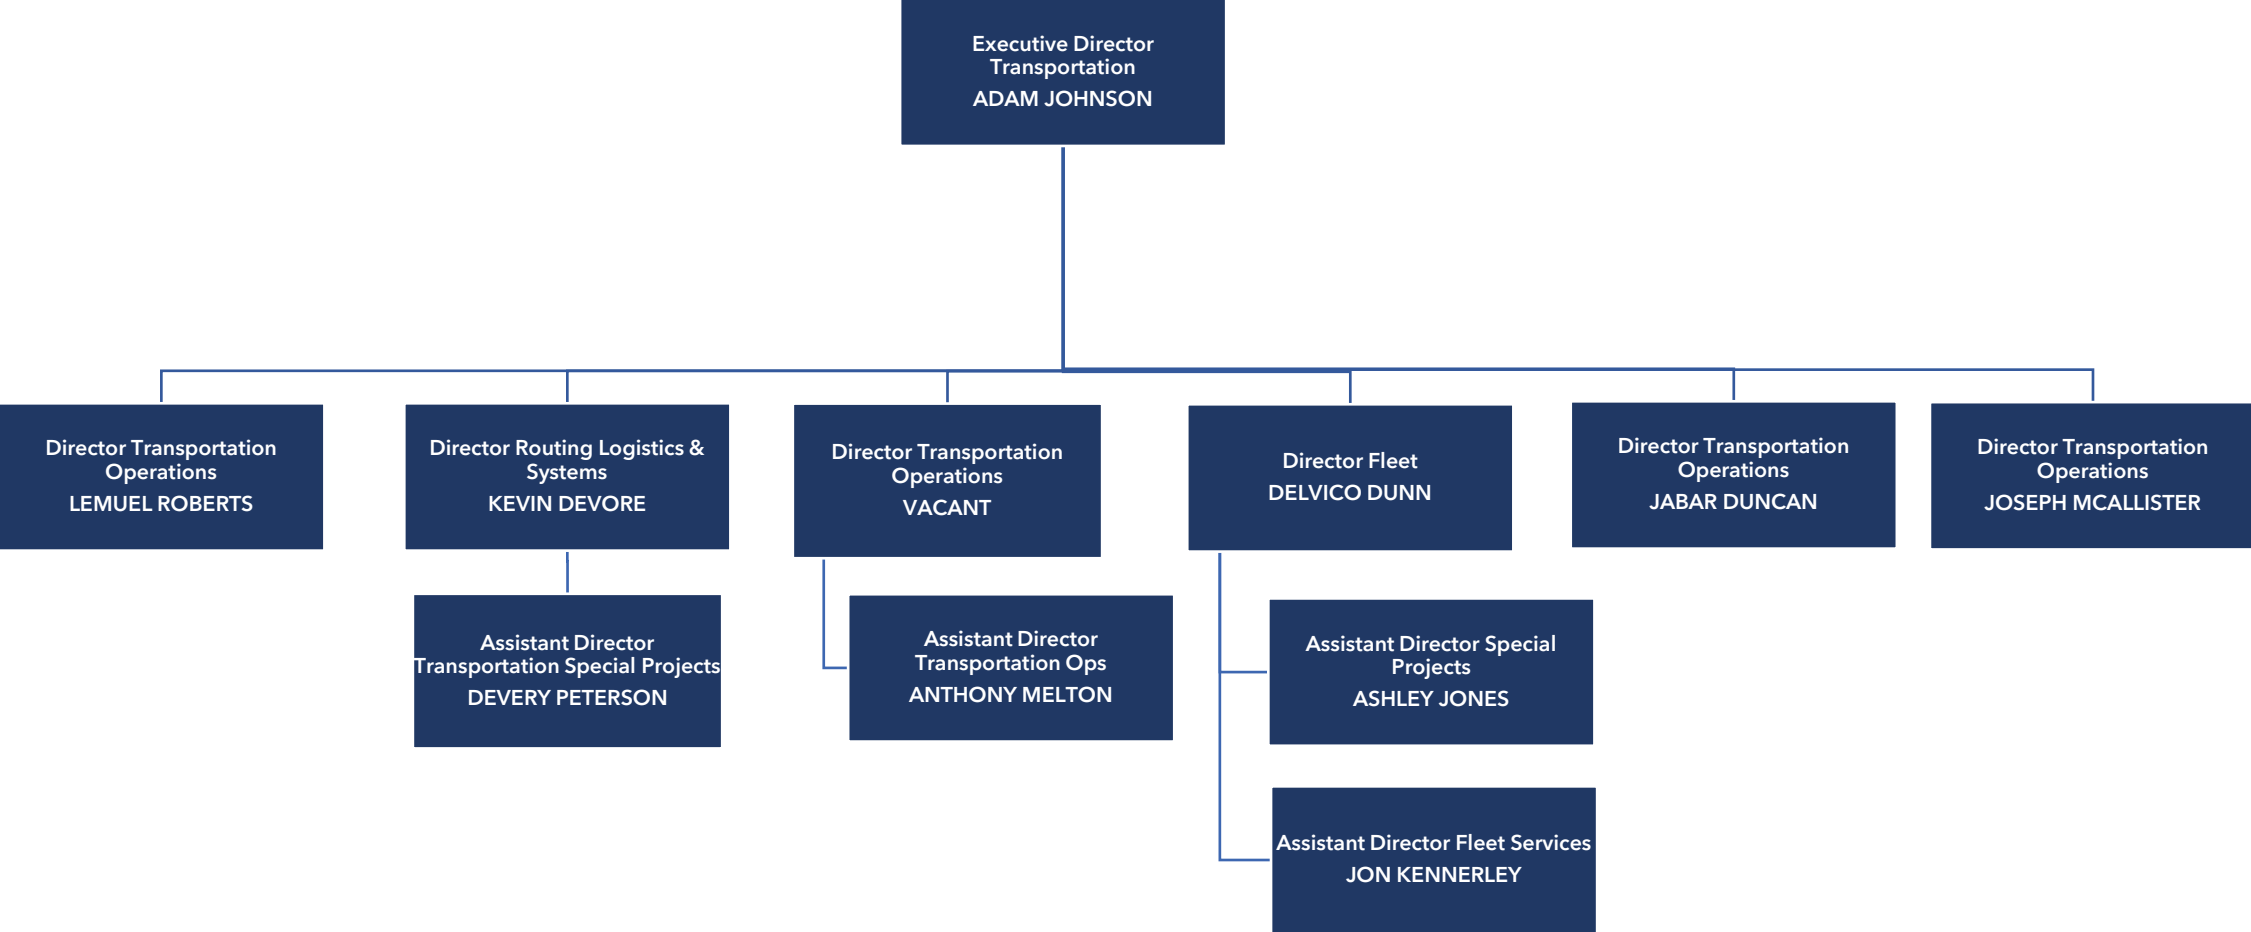 Executive Director
Transportation
ADAM JOHNSON
Director Transportation
Operations
LEMUEL ROBERTS
Director Routing Logistics &
Systems
KEVIN DEVORE
Director Transportation
Operations
VACANT
Director Fleet
DELVICO DUNN
Director Transportation
Operations
JABAR DUNCAN
Director Transportation
Operations
JOSEPH MCALLISTER
Assistant Director
Transportation Special Projects
DEVERY PETERSON
Assistant Director
Transportation Ops
ANTHONY MELTON
Assistant Director Special
Projects
ASHLEY JONES
Assistant Director Fleet Services
JON KENNERLEY